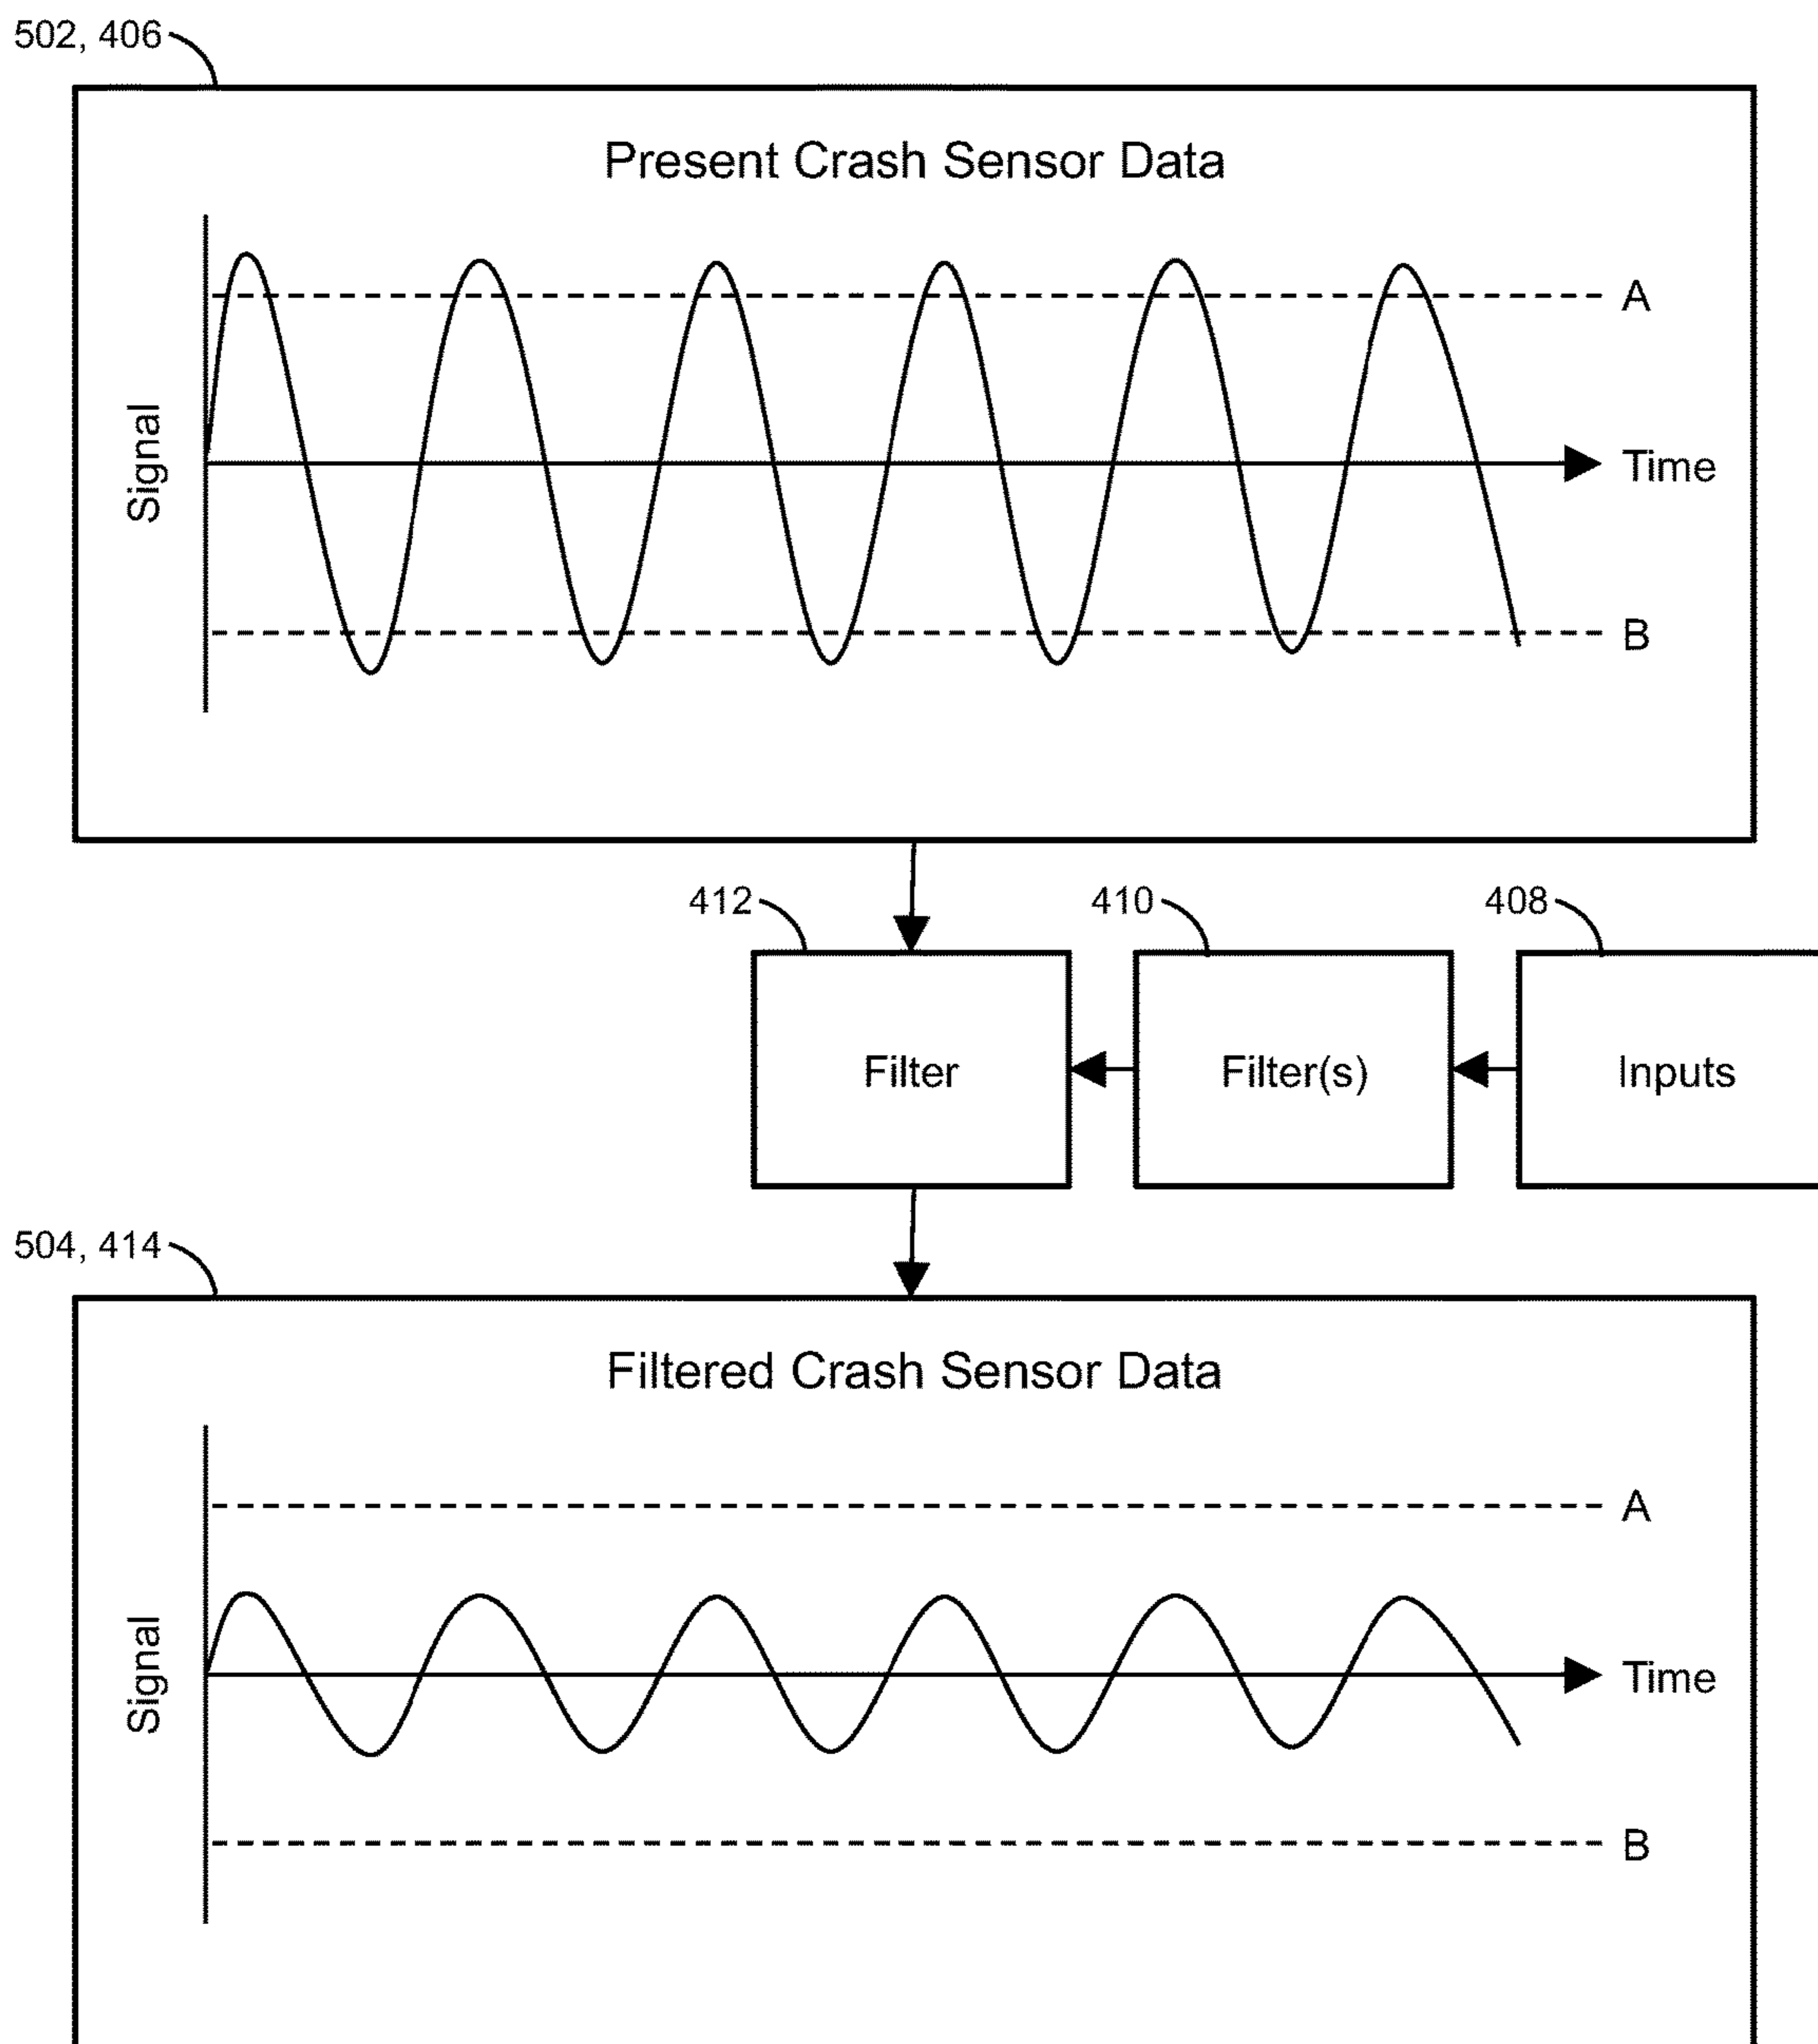 502, 406
Present Crash Sensor Data
A
Signal
Time
B
412
410
408
Filter
Filter(s)
Inputs
504, 414
Filtered Crash Sensor Data
A
Signal
Time
B